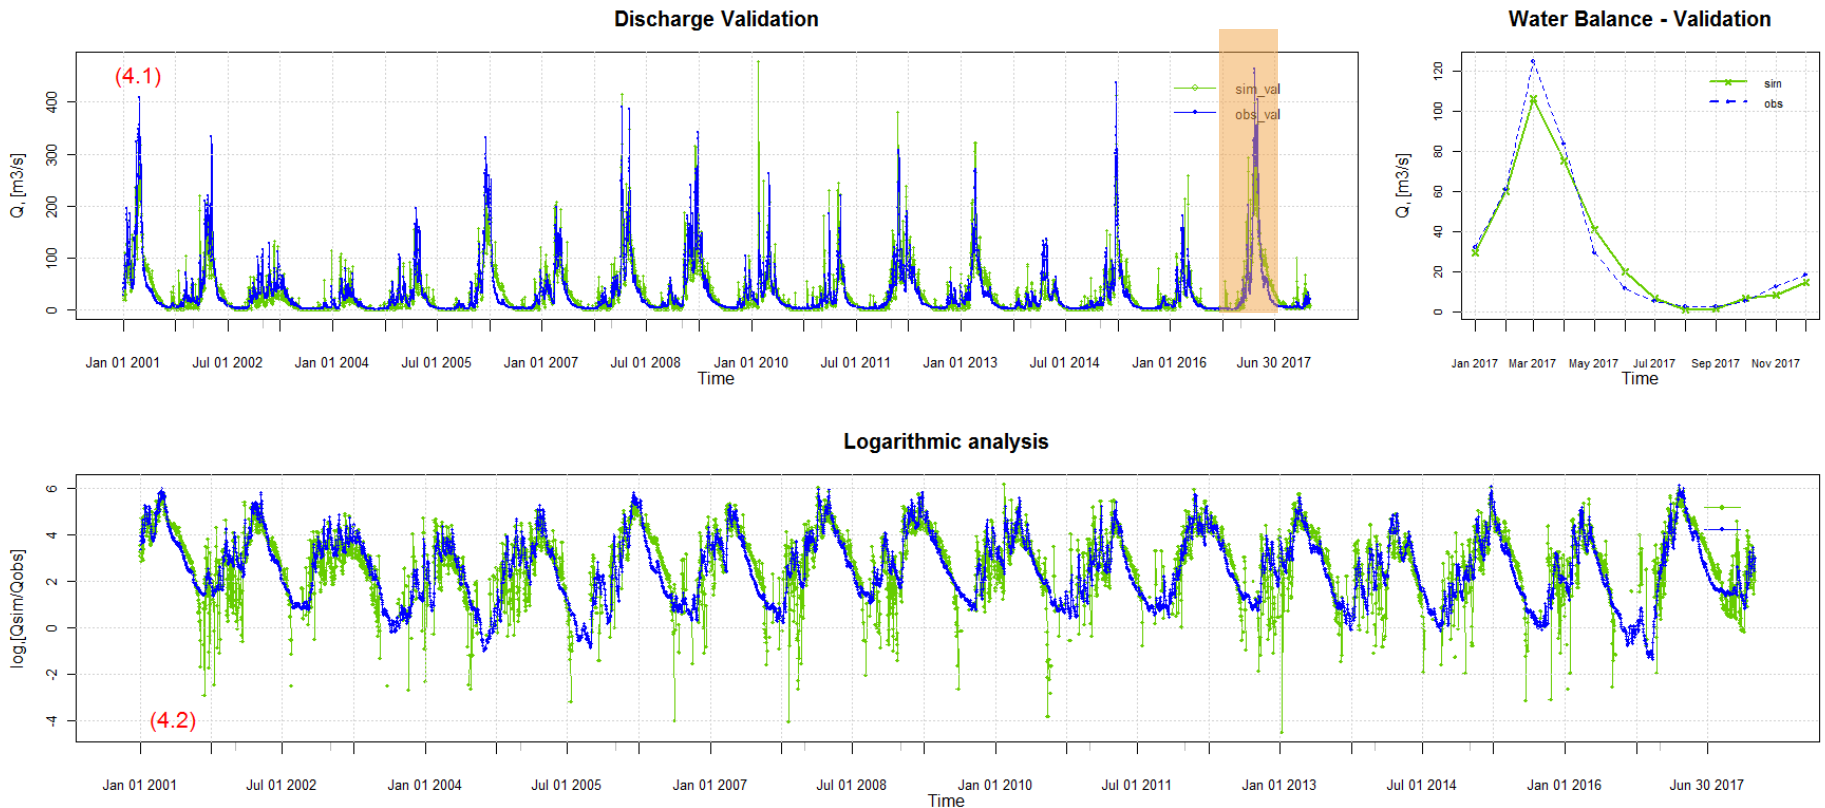 Discharge Validation
(4.1)
sim_val
obs_val
Q, [m3/s]
400
300
200
100
0
Jan 01 2001 Jul 01 2002 Jan 01 2004 Jul 01 2005 Jan 01 2007 Jul 01 2008 Jan 01 2010 Jul 01 2011 Jan 01 2013 Jul 01 2014 Jan 01 2016 Jun 30 2017
Time
Water Balance - Validation
sim
obs
Q, [m3/s]
120
100
80
60
40
20
0
Jan 2017 Mar 2017 May 2017 Jul 2017 Sep 2017 Nov 2017
Time
Logarithmic analysis
log,[Qsim/Qobs]
6
4
2
0
-2
-4
(4.2)
Jan 01 2001 Jul 01 2002 Jan 01 2004 Jul 01 2005 Jan 01 2007 Jul 01 2008 Jan 01 2010 Jul 01 2011 Jan 01 2013 Jul 01 2014 Jan 01 2016 Jun 30 2017
Time